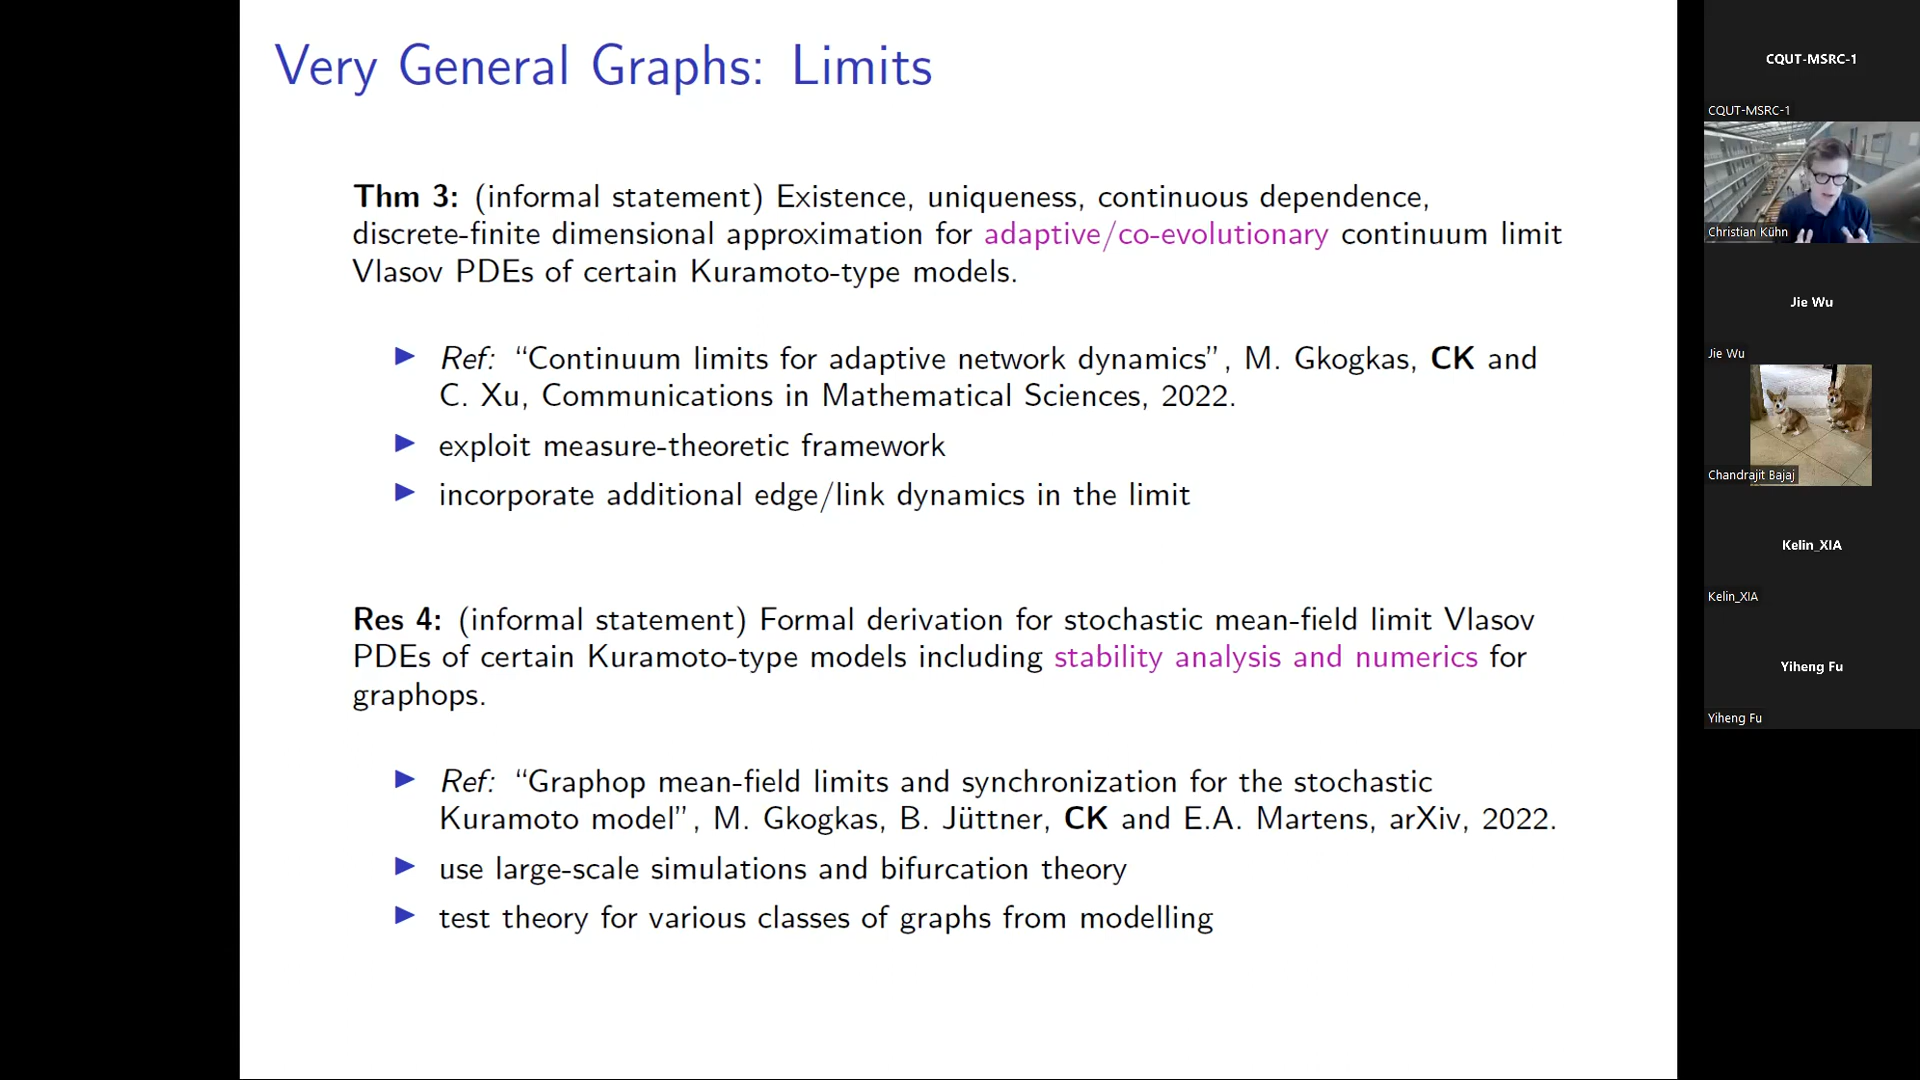 Very General Graphs: Limits
Thm 3: (informal statement) Existence, uniqueness, continuous dependence,
discrete-finite dimensional approximation for adaptive/co-evolutionary continuum limit
Vlasov PDEs of certain Kuramoto-type models.
▶ Ref: “Continuum limits for adaptive network dynamics”, M. Gkogkas, CK and
C. Xu, Communications in Mathematical Sciences, 2022.
▶ exploit measure-theoretic framework
▶ incorporate additional edge/link dynamics in the limit
Res 4: (informal statement) Formal derivation for stochastic mean-field limit Vlasov
PDEs of certain Kuramoto-type models including stability analysis and numerics for
graphops.
▶ Ref: “Graphop mean-field limits and synchronization for the stochastic
Kuramoto model”, M. Gkogkas, B. Jüttner, CK and E.A. Martens, arXiv, 2022.
▶ use large-scale simulations and bifurcation theory
▶ test theory for various classes of graphs from modelling
CQUT-MSRC-1
CQUT-MSRC-1
Christian Kühn
Jie Wu
Jie Wu
Chandrajit Bajaj
Kelin_XIA
Kelin_XIA
Yiheng Fu
Yiheng Fu